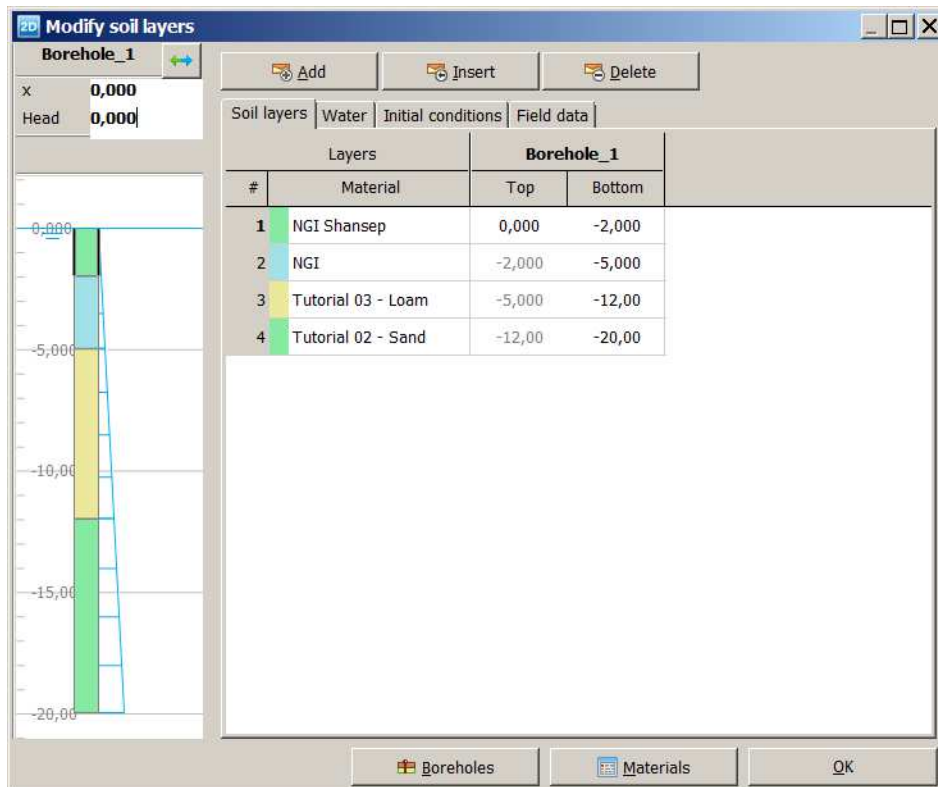 2D Modify soil layers
Borehole_1
x 0,000
Head 0,000
0,000
-5,000
-10,00
-15,00
-20,00
Add Insert Delete
Soil layers Water Initial conditions Field data
Layers Borehole_1
# Material Top Bottom
1 NGI Shansep 0,000 -2,000
2 NGI -2,000 -5,000
3 Tutorial 03 - Loam -5,000 -12,00
4 Tutorial 02 - Sand -12,00 -20,00
Boreholes Materials OK